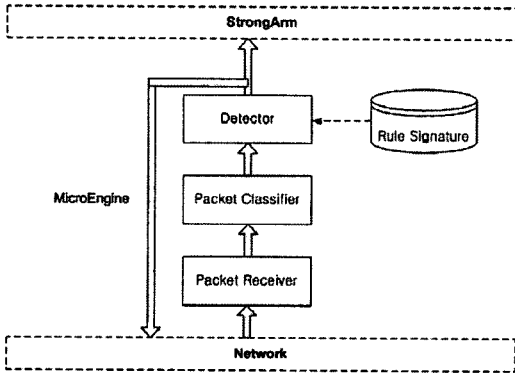 StrongArm
Detector
Rule Signature
MicroEngine
Packet Classifier
Packet Receiver
Network